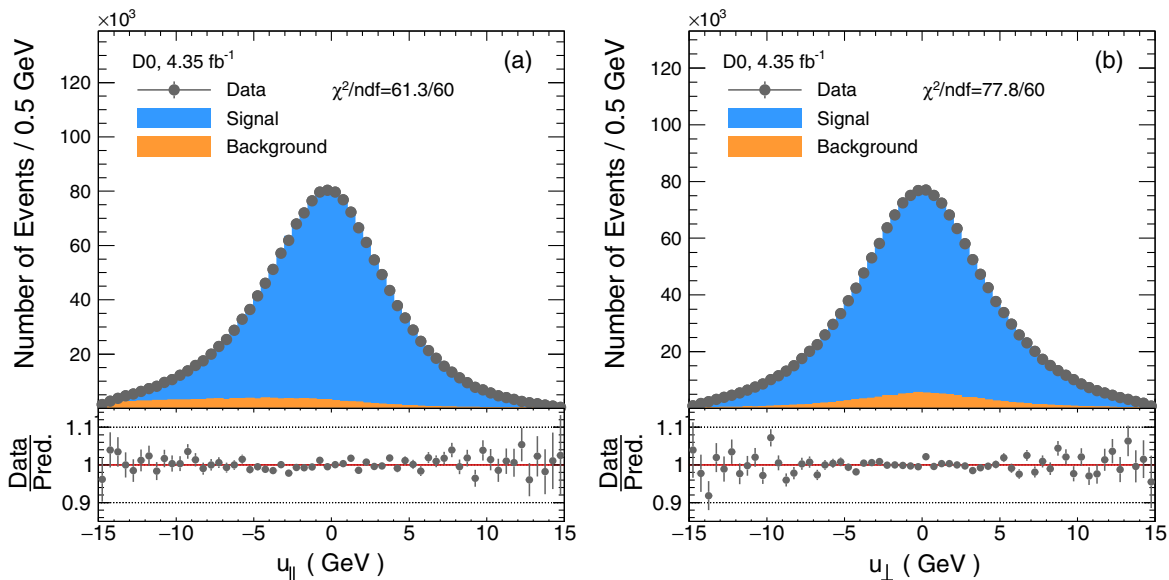 ×10³
Number of Events / 0.5 GeV
120
100
80
60
40
20
D0, 4.35 fb⁻¹
(a)
Data
χ²/ndf=61.3/60
Signal
Background
Data
Pred.
1.1
1
0.9
−15 −10 −5 0 5 10 15
u∥ ( GeV )
×10³
Number of Events / 0.5 GeV
120
100
80
60
40
20
D0, 4.35 fb⁻¹
(b)
Data
χ²/ndf=77.8/60
Signal
Background
Data
Pred.
1.1
1
0.9
−15 −10 −5 0 5 10 15
u⊥ ( GeV )